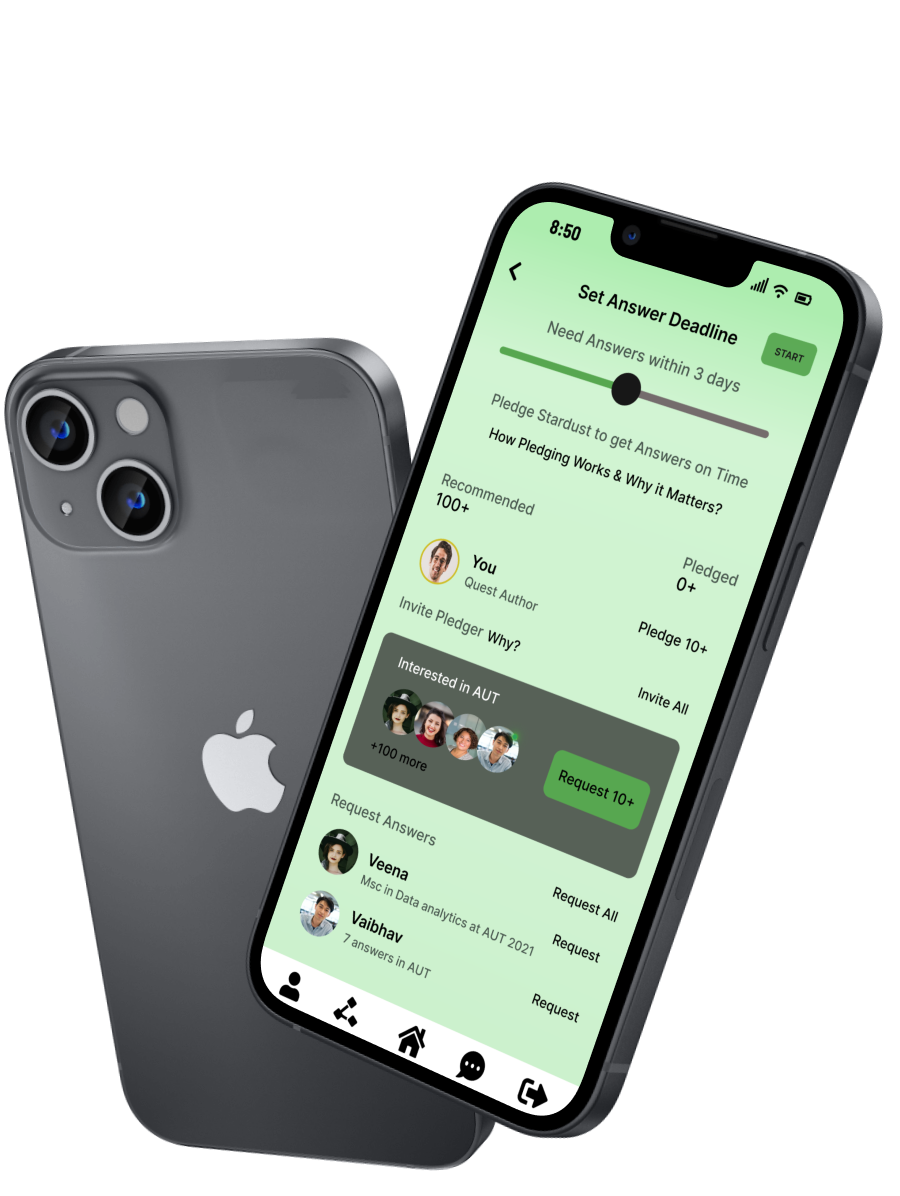 8:50
Set Answer Deadline
START
Need Answers within 3 days
Pledge Stardust to get Answers on Time
How Pledging Works & Why it Matters?
Recommended
100+
Pledged
0+
You
Quest Author
Pledge 10+
Invite Pledger Why?
Invite All
Interested in AUT
+100 more
Request 10+
Request Answers
Request All
Veena
Msc in Data analytics at AUT 2021
Request
Vaibhav
7 answers in AUT
Request